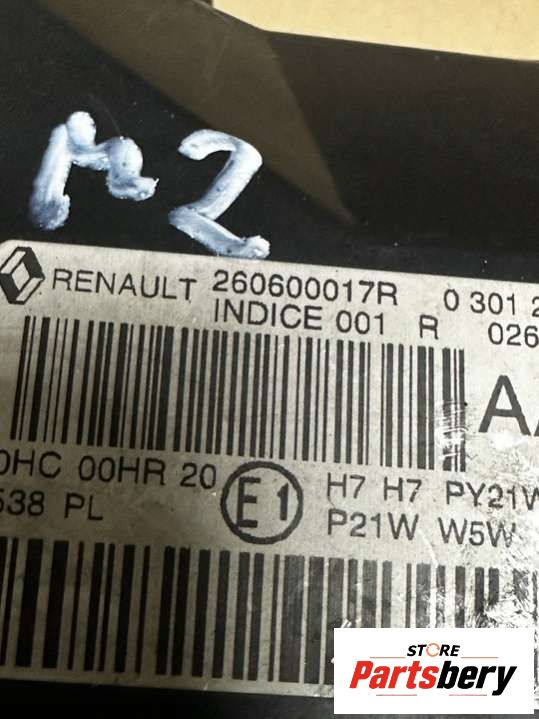 M2
RENAULT 260600017R 0 301 2
INDICE 001 R 026
AA
0HC 00HR 20 E1 H7 H7 PY21W
538 PL P21W W5W
STORE
Partsbery